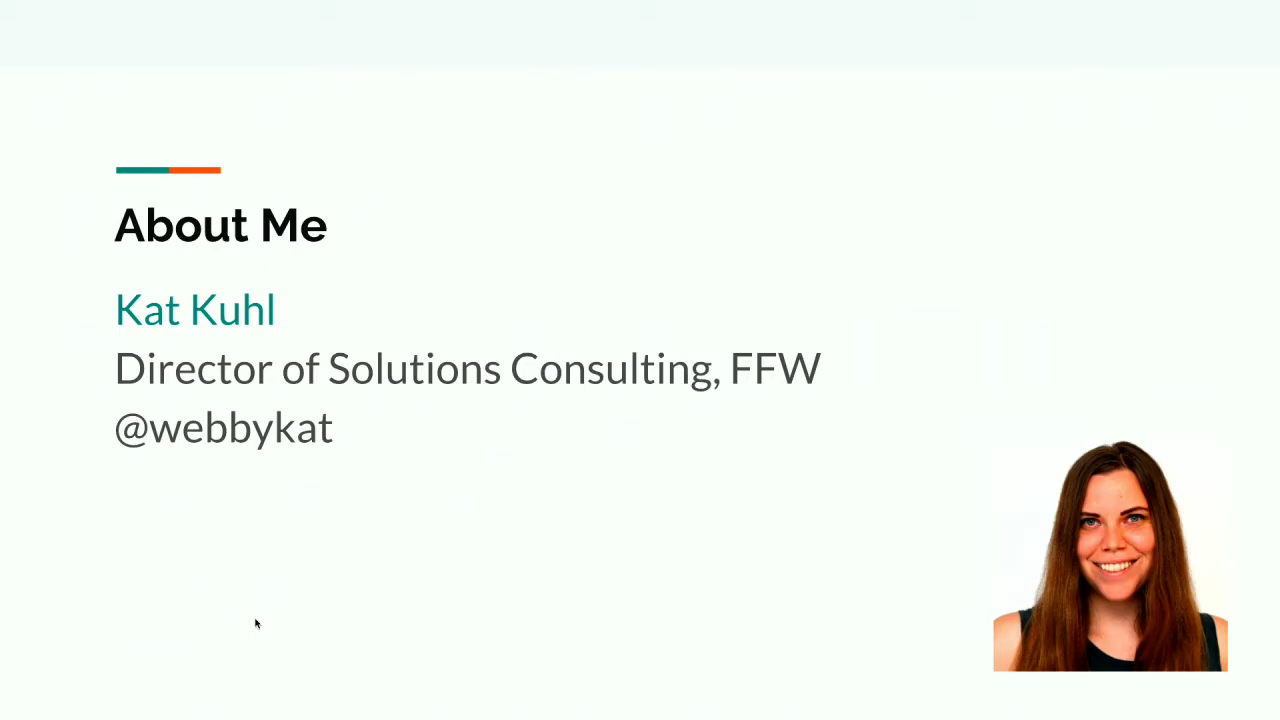 About Me
Kat Kuhl
Director of Solutions Consulting, FFW
@webbykat